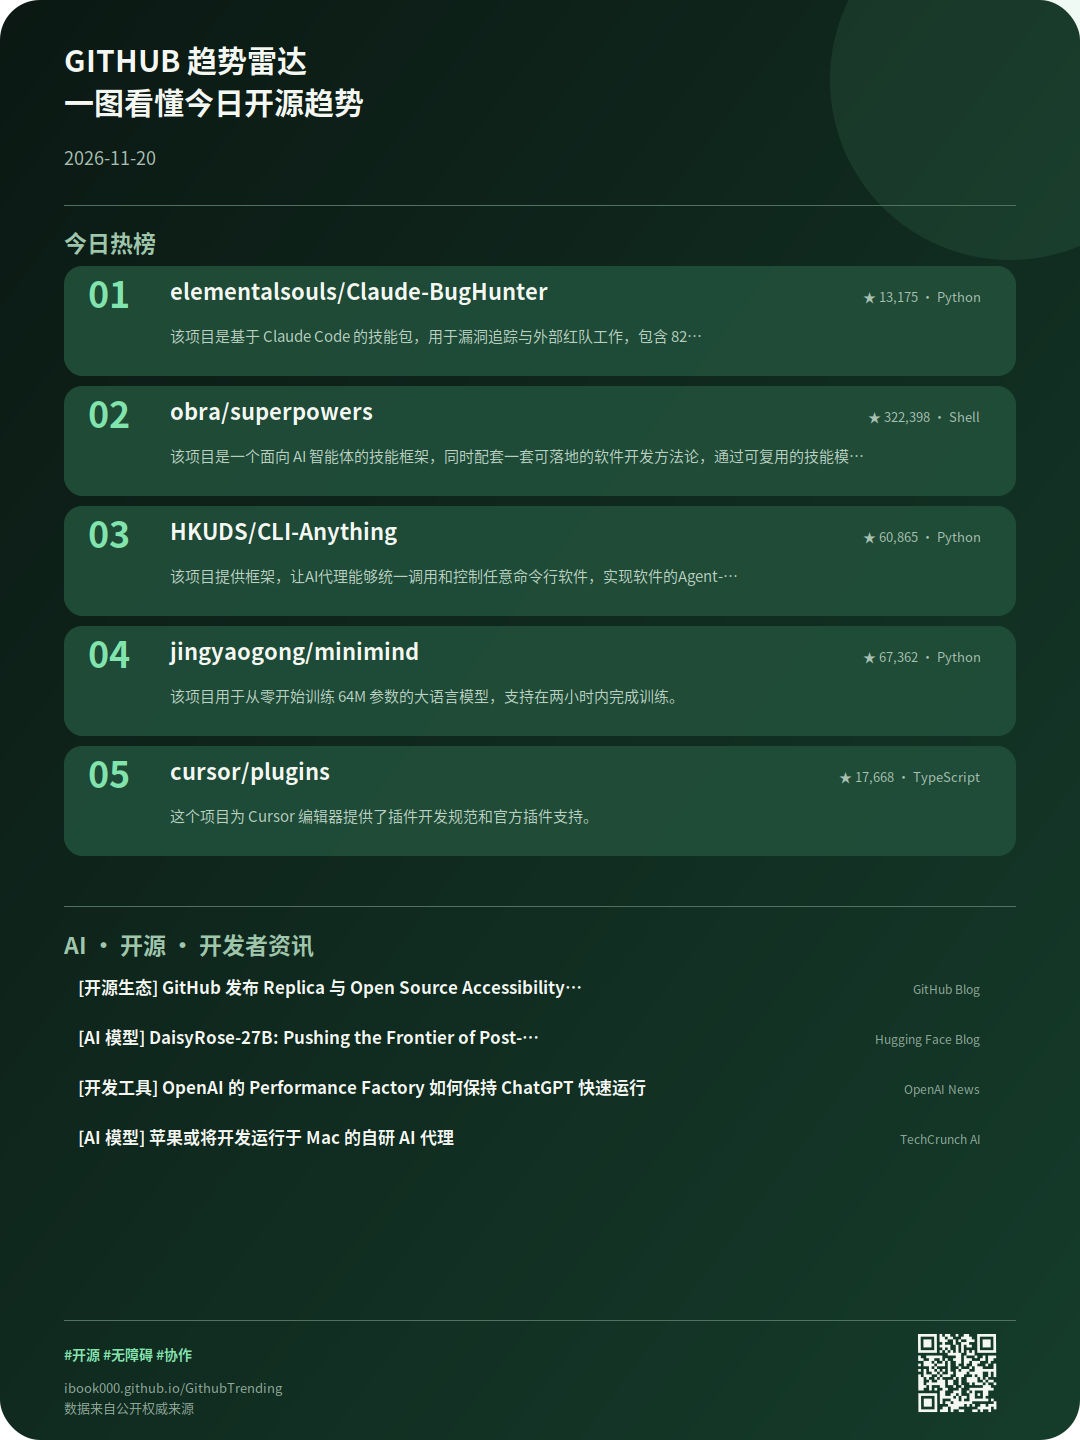 GITHUB 趋势雷达
一图看懂今日开源趋势
2026-11-20
今日热榜
01 elementalsouls/Claude-BugHunter ★ 13,175 · Python
该项目是基于 Claude Code 的技能包，用于漏洞追踪与外部红队工作，包含 82…
02 obra/superpowers ★ 322,398 · Shell
该项目是一个面向 AI 智能体的技能框架，同时配套一套可落地的软件开发方法论，通过可复用的技能模…
03 HKUDS/CLI-Anything ★ 60,865 · Python
该项目提供框架，让AI代理能够统一调用和控制任意命令行软件，实现软件的Agent-…
04 jingyaogong/minimind ★ 67,362 · Python
该项目用于从零开始训练 64M 参数的大语言模型，支持在两小时内完成训练。
05 cursor/plugins ★ 17,668 · TypeScript
这个项目为 Cursor 编辑器提供了插件开发规范和官方插件支持。
AI · 开源 · 开发者资讯
[开源生态] GitHub 发布 Replica 与 Open Source Accessibility… GitHub Blog
[AI 模型] DaisyRose-27B: Pushing the Frontier of Post-… Hugging Face Blog
[开发工具] OpenAI 的 Performance Factory 如何保持 ChatGPT 快速运行 OpenAI News
[AI 模型] 苹果或将开发运行于 Mac 的自研 AI 代理 TechCrunch AI
#开源 #无障碍 #协作
ibook000.github.io/GithubTrending
数据来自公开权威来源